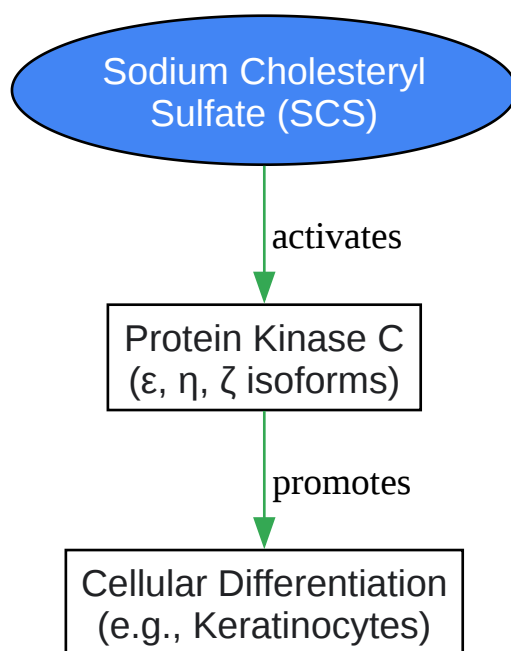 Sodium Cholesteryl
Sulfate (SCS)
activates
Protein Kinase C
(ε, η, ζ isoforms)
promotes
Cellular Differentiation
(e.g., Keratinocytes)